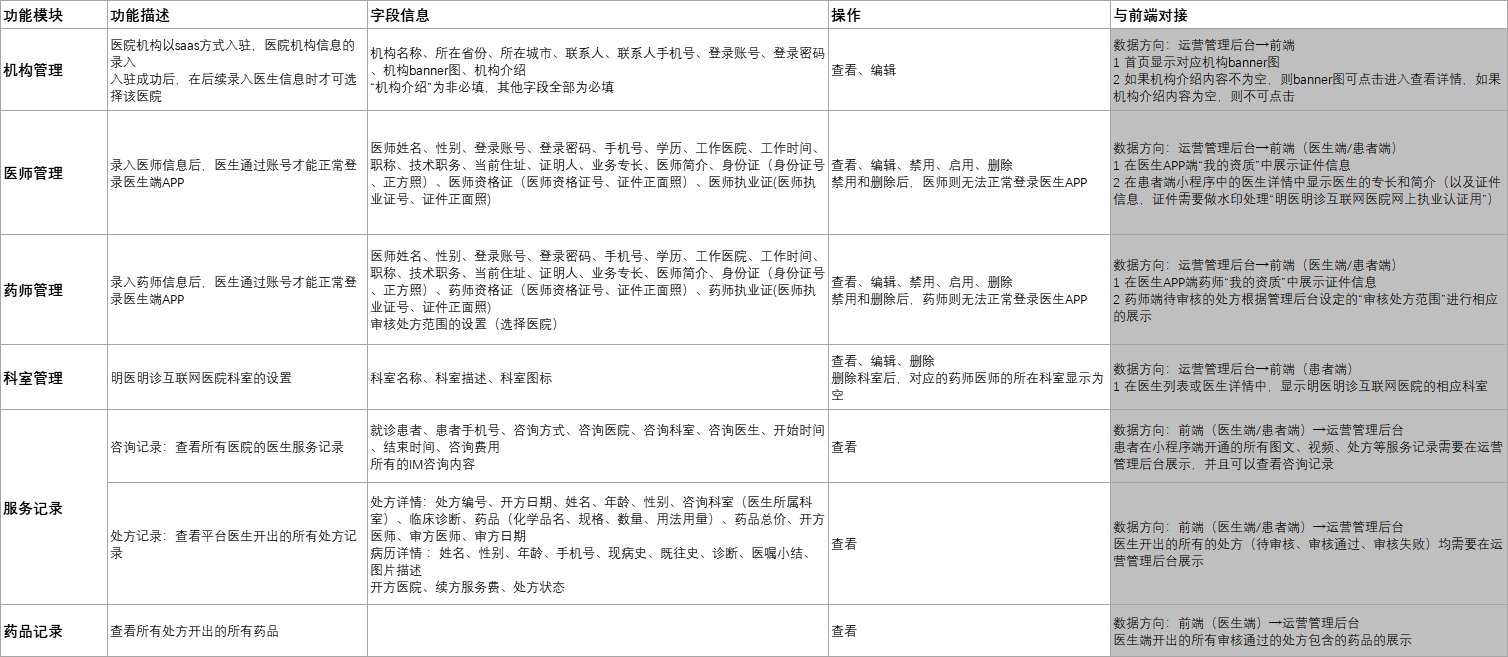 功能模块
功能描述
字段信息
操作
与前端对接
机构管理
医院机构以saas方式入驻，医院机构信息的
录入
入驻成功后，在后续录入医生信息时才可选
择该医院
机构名称、所在省份、所在城市、联系人、联系人手机号、登录账号、登录密码
、机构banner图、机构介绍
“机构介绍”为非必填，其他字段全部为必填
查看、编辑
数据方向：运营管理后台→前端
1 首页显示对应机构banner图
2 如果机构介绍内容不为空，则banner图可点击进入查看详情，如果
机构介绍内容为空，则不可点击
医师管理
录入医师信息后，医生通过账号才能正常登
录医生端APP
医师姓名、性别、登录账号、登录密码、手机号、学历、工作医院、工作时间、
职称、技术职务、当前住址、证明人、业务专长、医师简介、身份证（身份证号
、正方照）、医师资格证（医师资格证号、证件正面照）、医师执业证(医师执
业证号、证件正面照)
查看、编辑、禁用、启用、删除
禁用和删除后，医师则无法正常登录医生APP
数据方向：运营管理后台→前端（医生端/患者端）
1 在医生APP端“我的资质”中展示证件信息
2 在患者端小程序中的医生详情中显示医生的专长和简介（以及证件
信息，证件需要做水印处理“明医明诊互联网医院网上执业认证用”）
药师管理
录入药师信息后，医生通过账号才能正常登
录医生端APP
医师姓名、性别、登录账号、登录密码、手机号、学历、工作医院、工作时间、
职称、技术职务、当前住址、证明人、业务专长、医师简介、身份证（身份证号
、正方照）、药师资格证（医师资格证号、证件正面照）、药师执业证(医师执
业证号、证件正面照)
审核处方范围的设置（选择医院）
查看、编辑、禁用、启用、删除
禁用和删除后，药师则无法正常登录医生APP
数据方向：运营管理后台→前端（医生端/患者端）
1 在医生APP端药师“我的资质”中展示证件信息
2 药师端待审核的处方根据管理后台设定的“审核处方范围”进行相应
的展示
科室管理
明医明诊互联网医院科室的设置
科室名称、科室描述、科室图标
查看、编辑、删除
删除科室后，对应的药师医师的所在科室显示为
空
数据方向：运营管理后台→前端（患者端）
1 在医生列表或医生详情中，显示明医明诊互联网医院的相应科室
服务记录
咨询记录：查看所有医院的医生服务记录
就诊患者、患者手机号、咨询方式、咨询医院、咨询科室、咨询医生、开始时间
、结束时间、咨询费用
所有的IM咨询内容
查看
数据方向：前端（医生端/患者端）→运营管理后台
患者在小程序端开通的所有图文、视频、处方等服务记录需要在运营
管理后台展示，并且可以查看咨询记录
处方记录：查看平台医生开出的所有处方记
录
处方详情：处方编号、开方日期、姓名、年龄、性别、咨询科室（医生所属科
室）、临床诊断、药品（化学品名、规格、数量、用法用量）、药品总价、开方
医师、审方医师、审方日期
病历详情 ：姓名、性别、年龄、手机号、现病史、既往史、诊断、医嘱小结、
图片描述
开方医院、续方服务费、处方状态
查看
数据方向：前端（医生端/患者端）→运营管理后台
医生开出的所有的处方（待审核、审核通过、审核失败）均需要在运
营管理后台展示
药品记录
查看所有处方开出的所有药品
查看
数据方向：前端（医生端）→运营管理后台
医生端开出的所有审核通过的处方包含的药品的展示